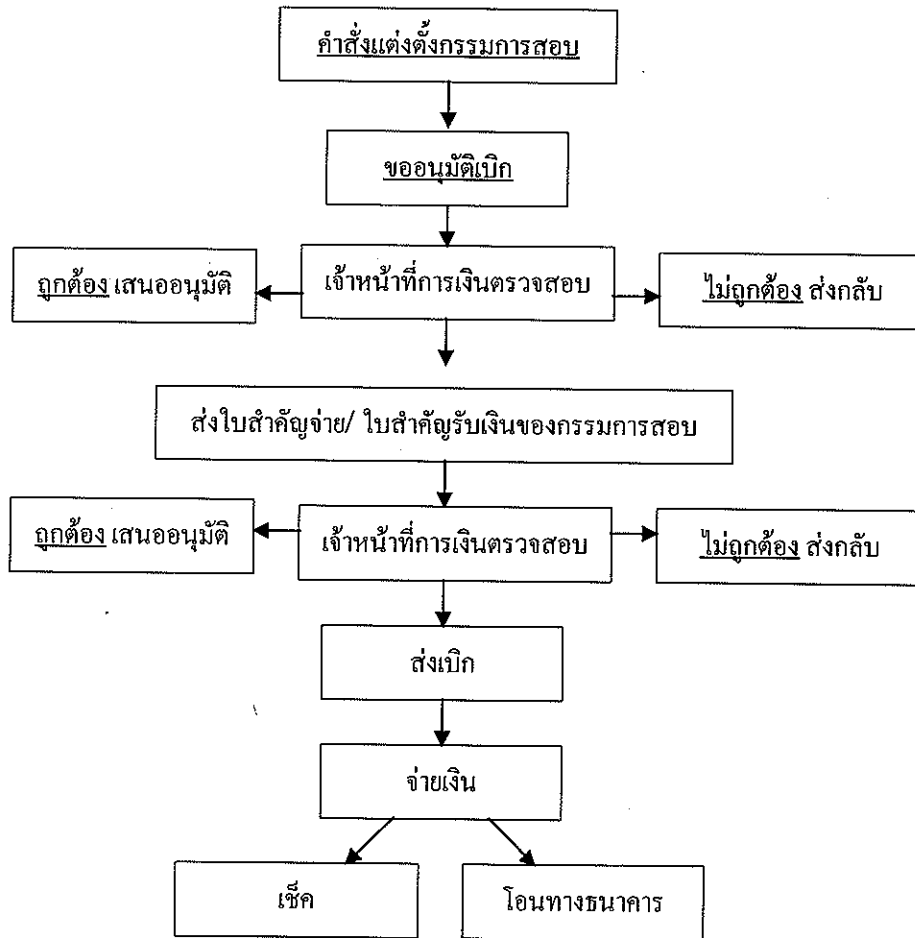 คำสั่งแต่งตั้งกรรมการสอบ
ขออนุมัติเบิก
ถูกต้อง เสนออนุมัติ
เจ้าหน้าที่การเงินตรวจสอบ
ไม่ถูกต้อง ส่งกลับ
ส่งใบสำคัญจ่าย/ ใบสำคัญรับเงินของกรรมการสอบ
ถูกต้อง เสนออนุมัติ
เจ้าหน้าที่การเงินตรวจสอบ
ไม่ถูกต้อง ส่งกลับ
ส่งเบิก
จ่ายเงิน
เช็ค
โอนทางธนาคาร